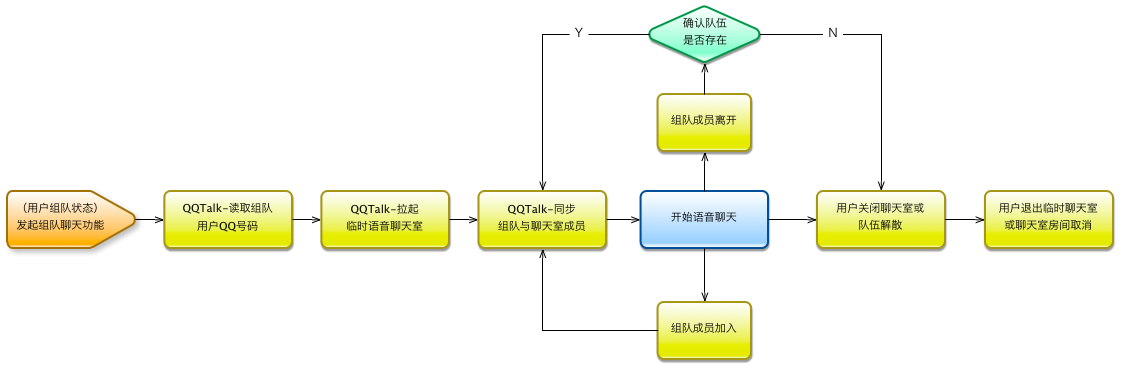 确认队伍
是否存在
Y
N
组队成员离开
（用户组队状态）
发起组队聊天功能
QQTalk-读取组队
用户QQ号码
QQTalk-拉起
临时语音聊天室
QQTalk-同步
组队与聊天室成员
开始语音聊天
用户关闭聊天室或
队伍解散
用户退出临时聊天室
或聊天室房间取消
组队成员加入